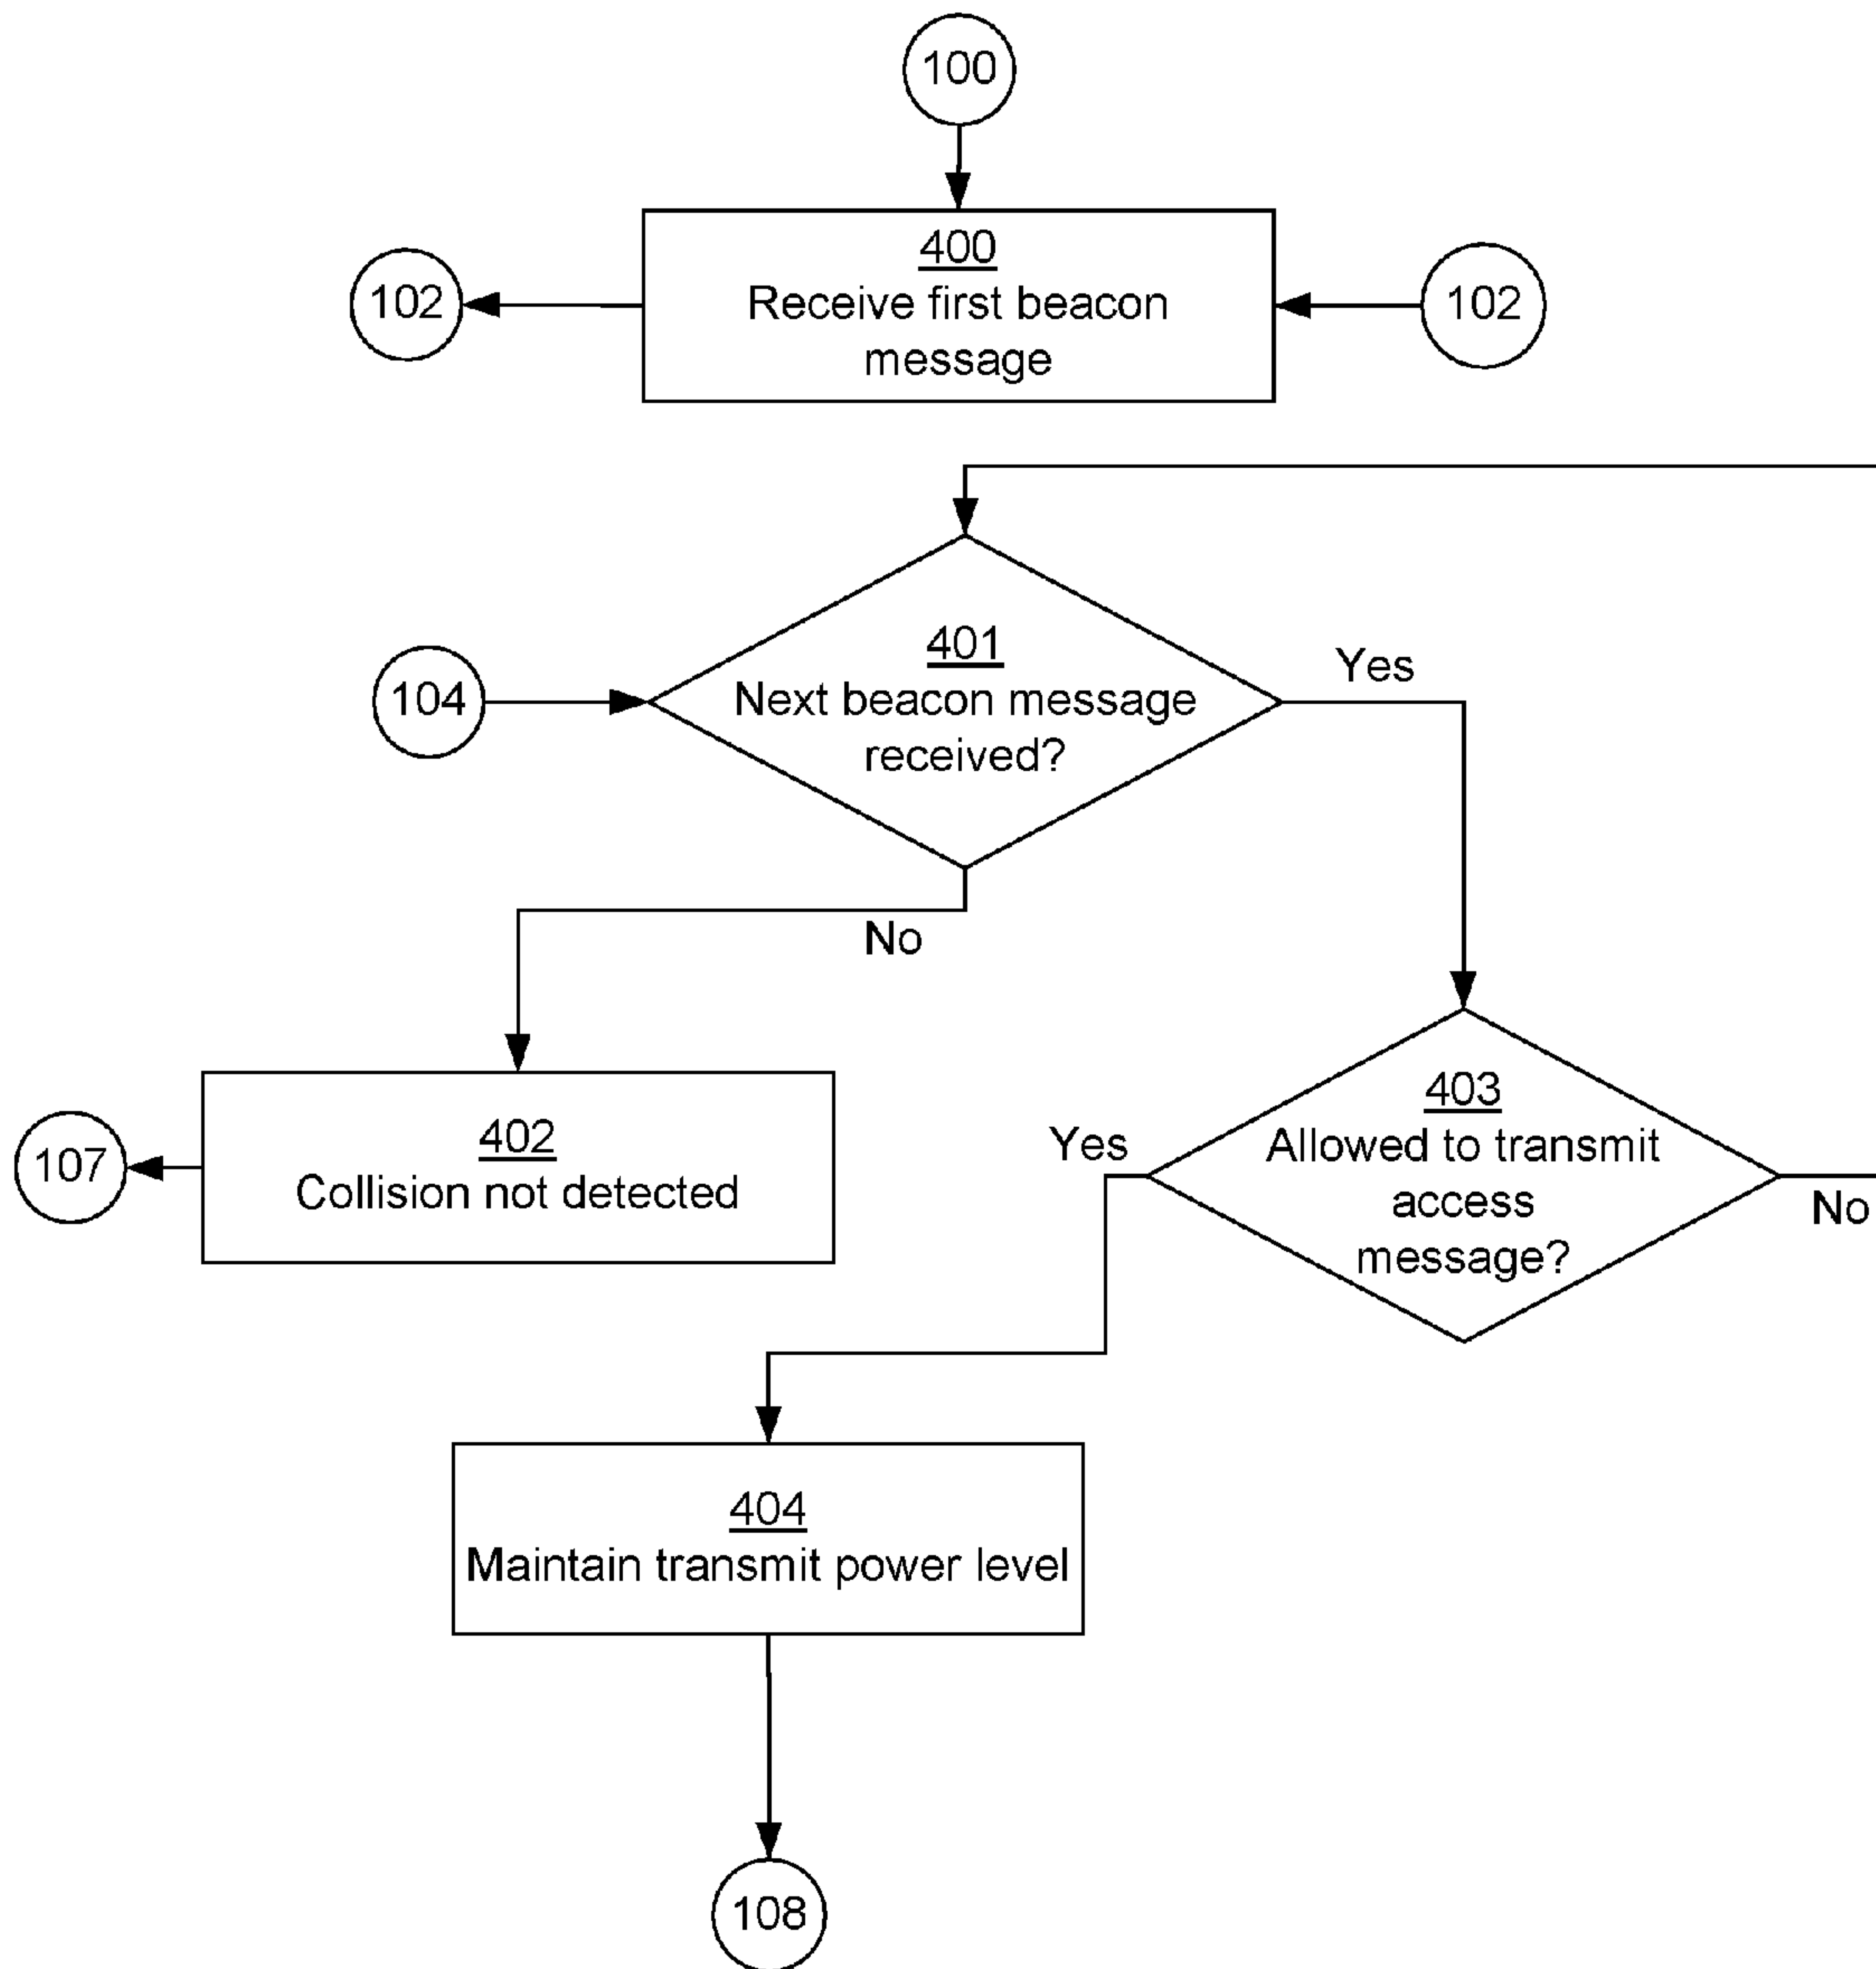 100
102
400
Receive first beacon
message
102
104
401
Next beacon message
received?
Yes
No
107
402
Collision not detected
Yes
403
Allowed to transmit
access
message?
No
404
Maintain transmit power level
108